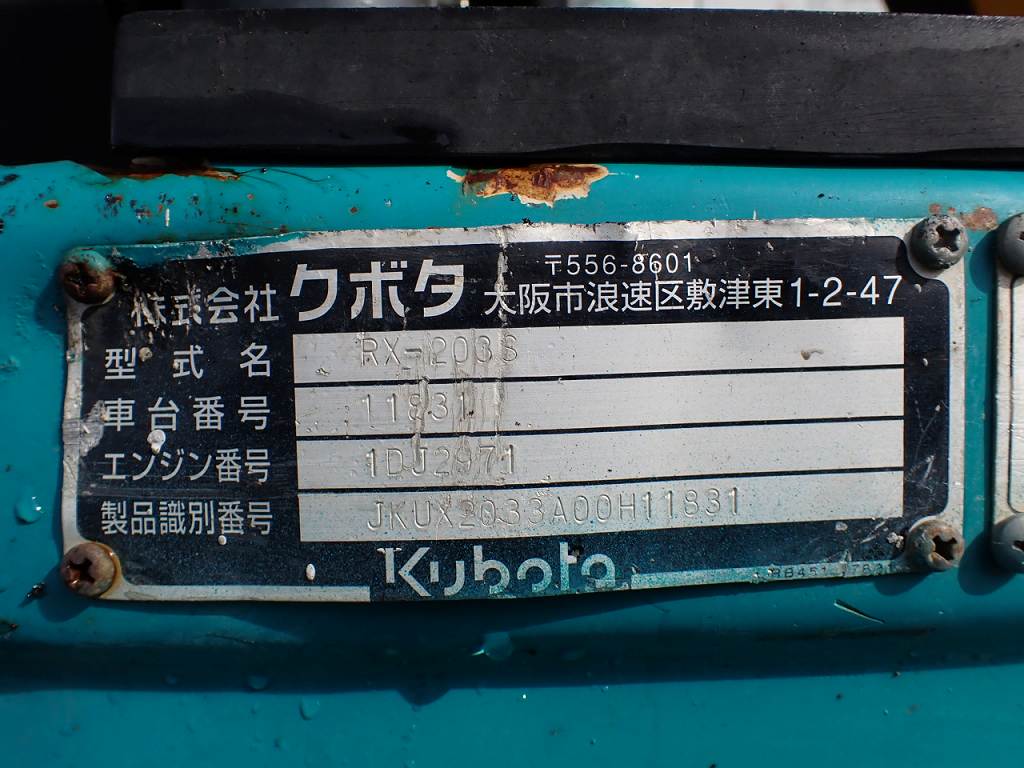 〒556-8601
株式会社 クボタ 大阪市浪速区敷津東1-2-47
型式名 RX-203S
車台番号 11831
エンジン番号 1DJ2971
製品識別番号 JKUX2033A00H11831
Kubota